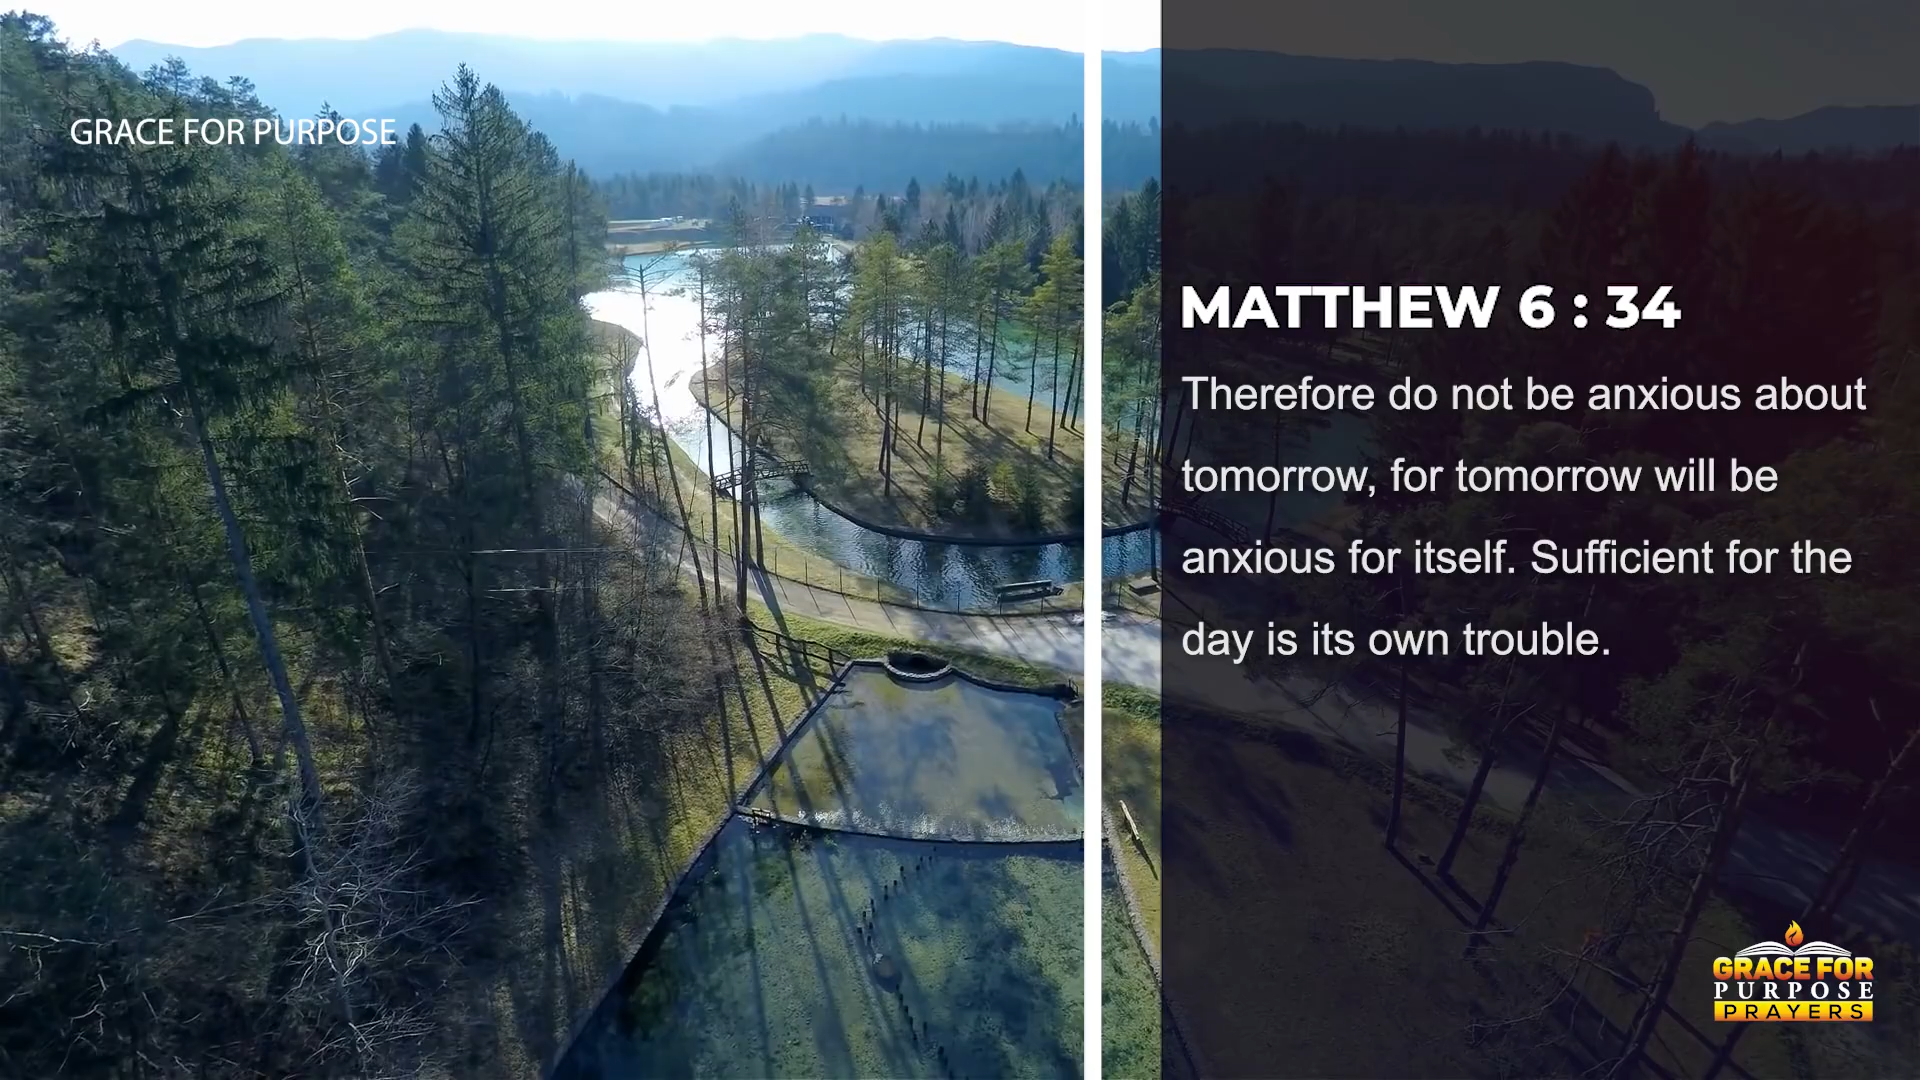 GRACE FOR PURPOSE
MATTHEW 6 : 34
Therefore do not be anxious about
tomorrow, for tomorrow will be
anxious for itself. Sufficient for the
day is its own trouble.
GRACE FOR
PURPOSE
PRAYERS